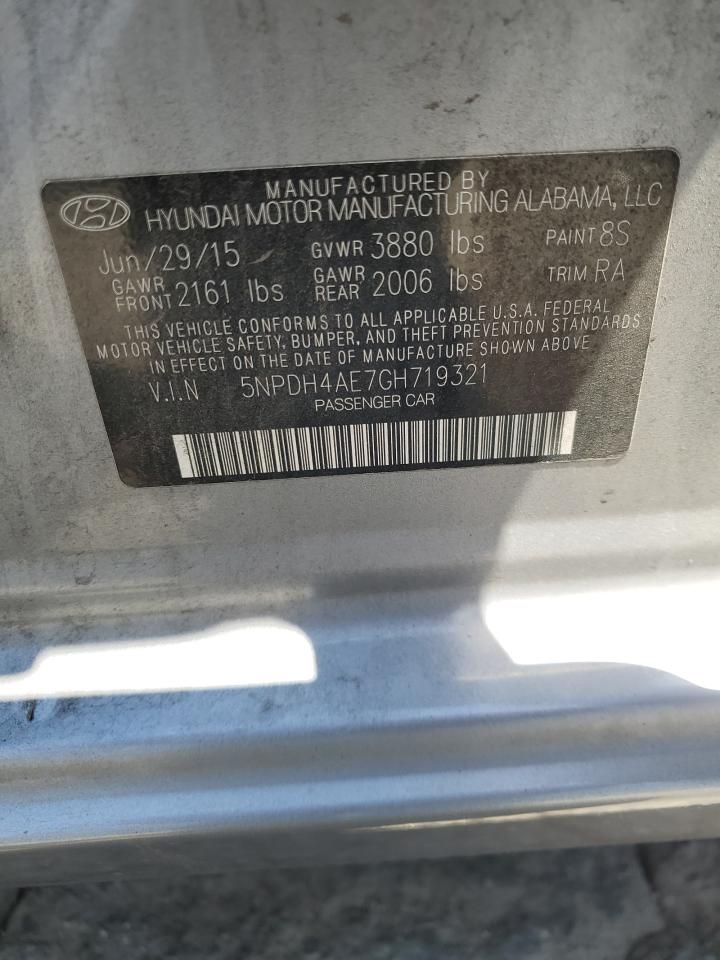 MANUFACTURED BY
HYUNDAI MOTOR MANUFACTURING ALABAMA, LLC
Jun/29/15 GVWR 3880 lbs PAINT 8S
GAWR FRONT 2161 lbs GAWR REAR 2006 lbs TRIM RA
THIS VEHICLE CONFORMS TO ALL APPLICABLE U.S.A. FEDERAL
MOTOR VEHICLE SAFETY, BUMPER, AND THEFT PREVENTION STANDARDS
IN EFFECT ON THE DATE OF MANUFACTURE SHOWN ABOVE.
V.I.N 5NPDH4AE7GH719321
PASSENGER CAR